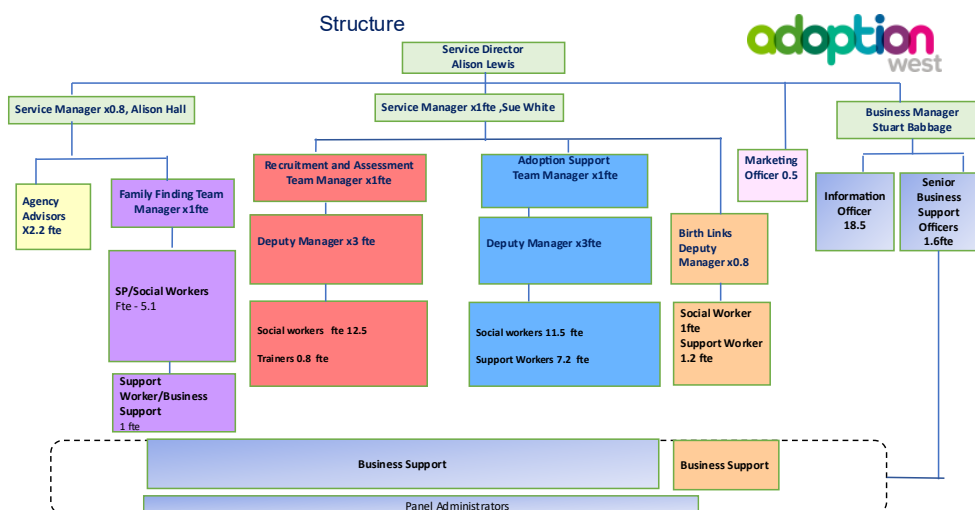 Structure
adoption
west
Service Director
Alison Lewis
Service Manager x0.8, Alison Hall
Service Manager x1fte ,Sue White
Business Manager
Stuart Babbage
Agency
Advisors
X2.2 fte
Family Finding Team
Manager x1fte
Recruitment and Assessment
Team Manager x1fte
Adoption Support
Team Manager x1fte
Marketing
Officer 0.5
Information
Officer
18.5
Senior
Business
Support
Officers
1.6fte
Deputy Manager x3 fte
Deputy Manager x3fte
Birth Links
Deputy
Manager x0.8
SP/Social Workers
Fte - 5.1
Social workers fte 12.5
Trainers 0.8 fte
Social workers 11.5 fte
Support Workers 7.2 fte
Social Worker
1fte
Support Worker
1.2 fte
Support
Worker/Business
Support
1 fte
Business Support
Business Support
Panel Administrators